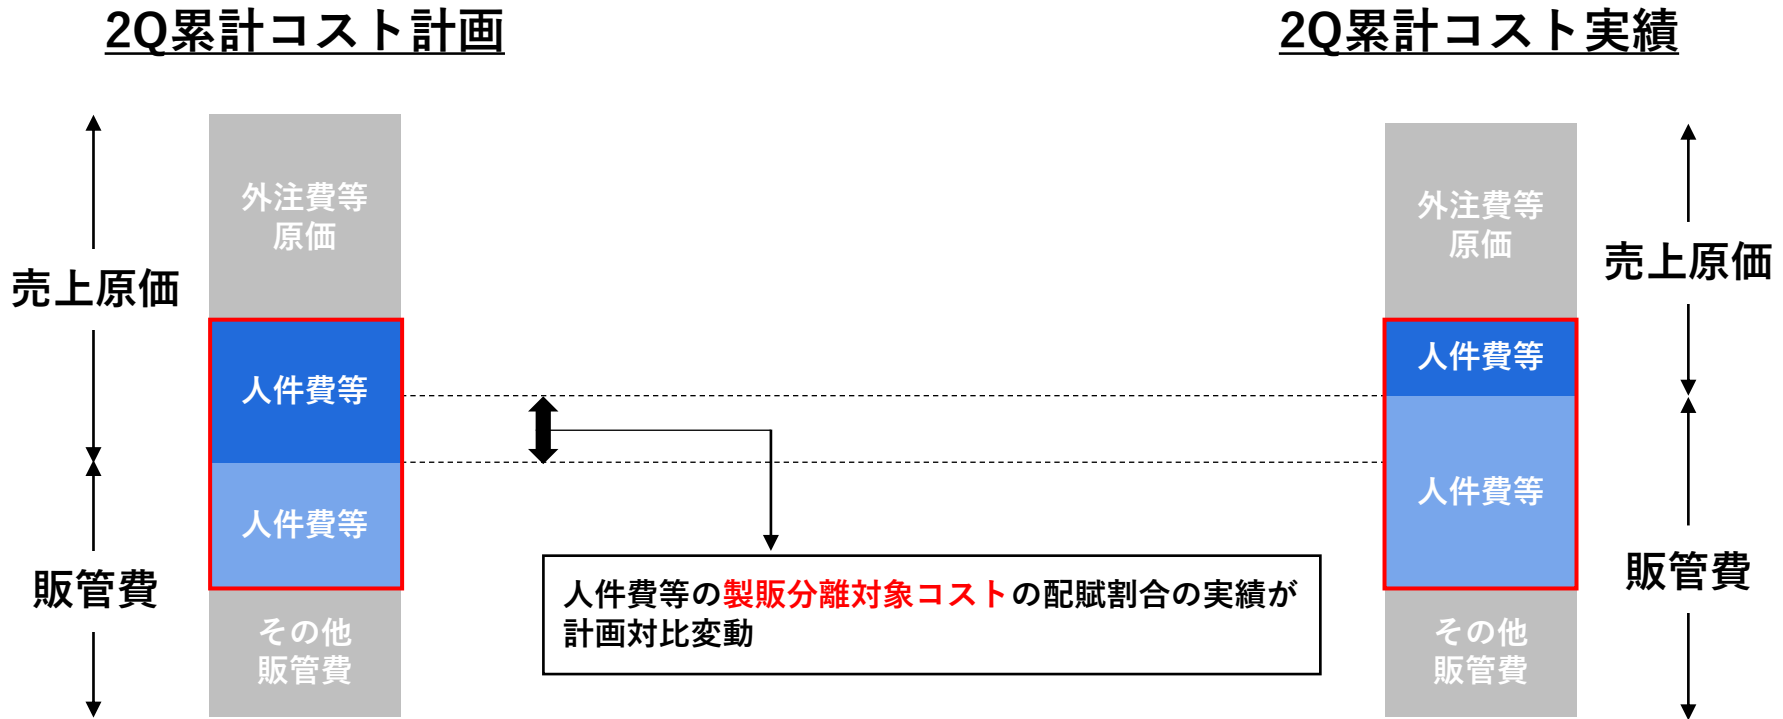 2Q累計コスト計画
2Q累計コスト実績
売上原価
販管費
外注費等
原価
人件費等
人件費等
その他
販管費
人件費等の製販分離対象コストの配賦割合の実績が
計画対比変動
外注費等
原価
人件費等
人件費等
その他
販管費
売上原価
販管費